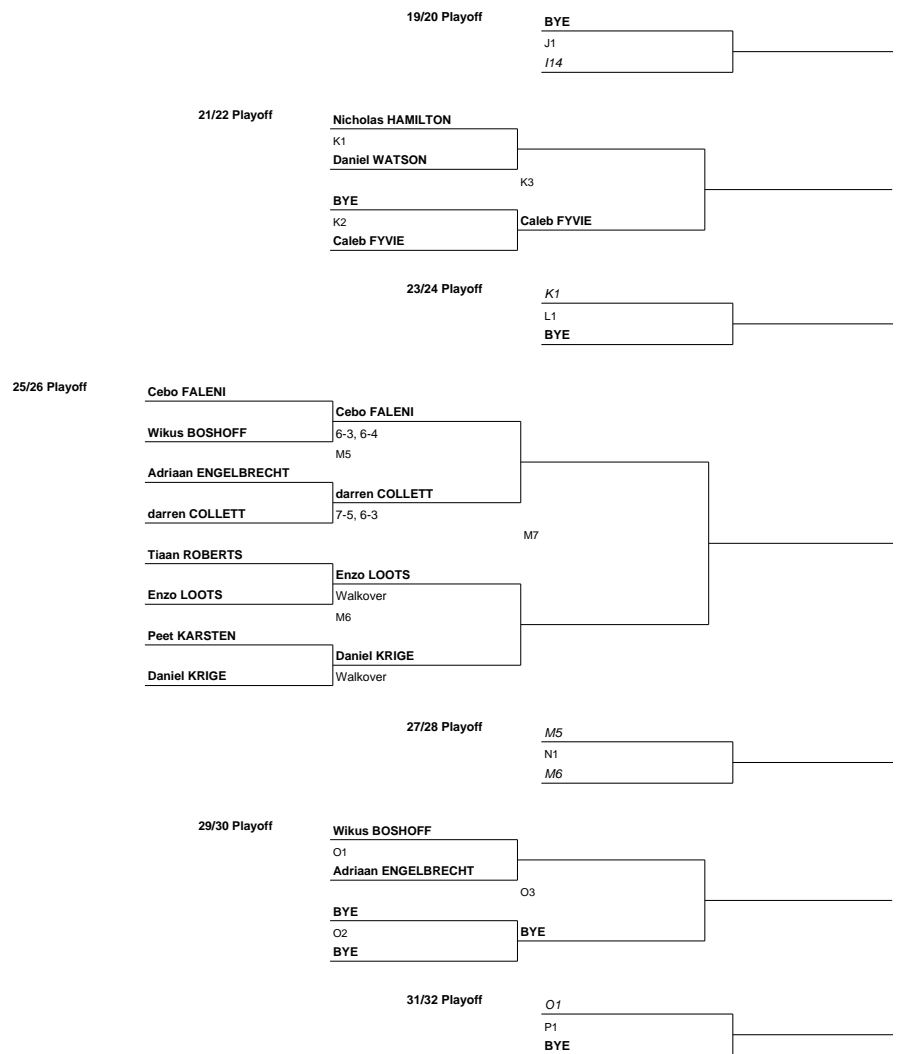 19/20 Playoff
BYE
J1
I14
21/22 Playoff
Nicholas HAMILTON
K1
Daniel WATSON
K3
BYE
K2
Caleb FYVIE
Caleb FYVIE
23/24 Playoff
K1
L1
BYE
25/26 Playoff
Cebo FALENI
Cebo FALENI
Wikus BOSHOFF
6-3, 6-4
M5
Adriaan ENGELBRECHT
darren COLLETT
darren COLLETT
7-5, 6-3
M7
Tiaan ROBERTS
Enzo LOOTS
Enzo LOOTS
Walkover
M6
Peet KARSTEN
Daniel KRIGE
Daniel KRIGE
Walkover
27/28 Playoff
M5
N1
M6
29/30 Playoff
Wikus BOSHOFF
O1
Adriaan ENGELBRECHT
O3
BYE
O2
BYE
BYE
31/32 Playoff
O1
P1
BYE